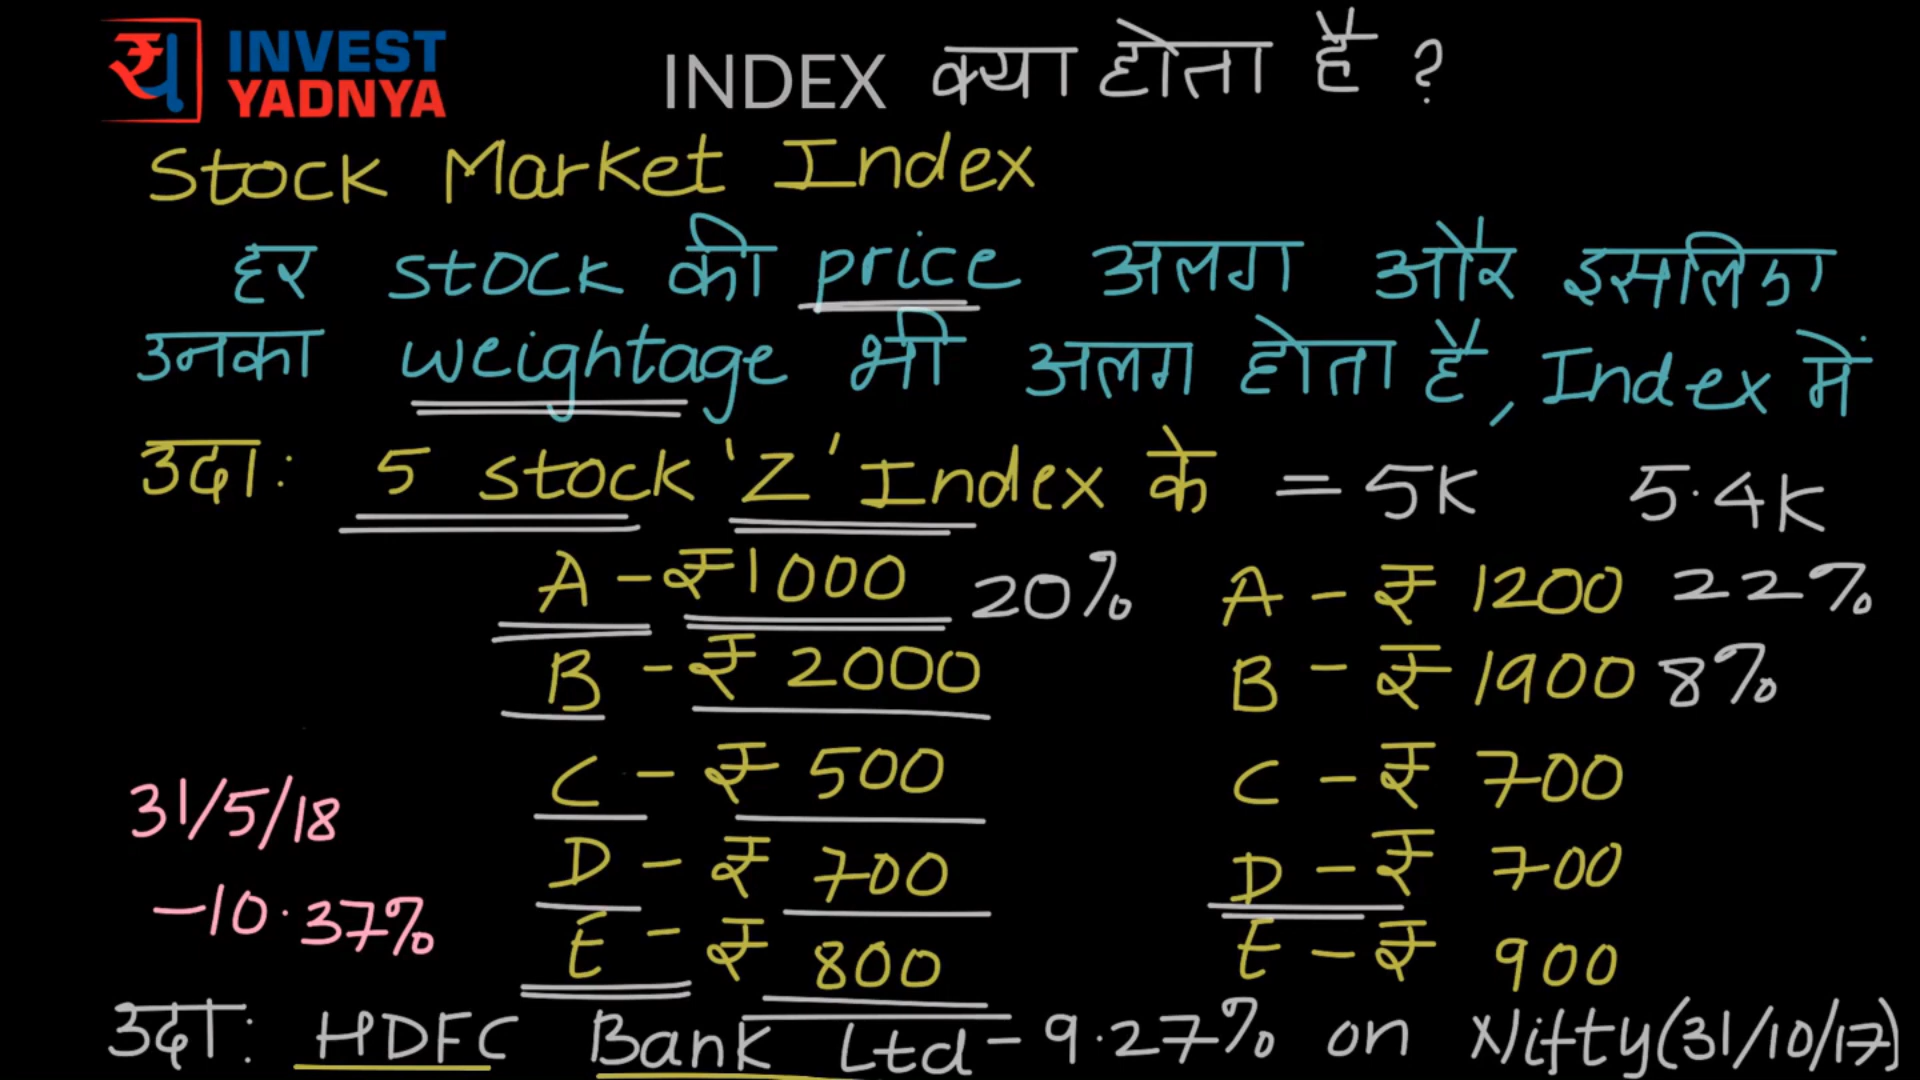 INVEST
YADNYA
INDEX क्या होता है ?
Stock Market Index
हर stock की price अलग और इसलिए
उनका weightage भी अलग होता है, Index में
उदा: 5 stock 'Z' Index के = 5K 5.4K
A - ₹1000 20% A - ₹ 1200 22%
B - ₹ 2000 B - ₹ 1900 8%
C - ₹ 500 C - ₹ 700
31/5/18
D - ₹ 700 D - ₹ 700
-10.37%
E - ₹ 800 E - ₹ 900
उदा: HDFC Bank Ltd - 9.27% on Nifty(31/10/17)